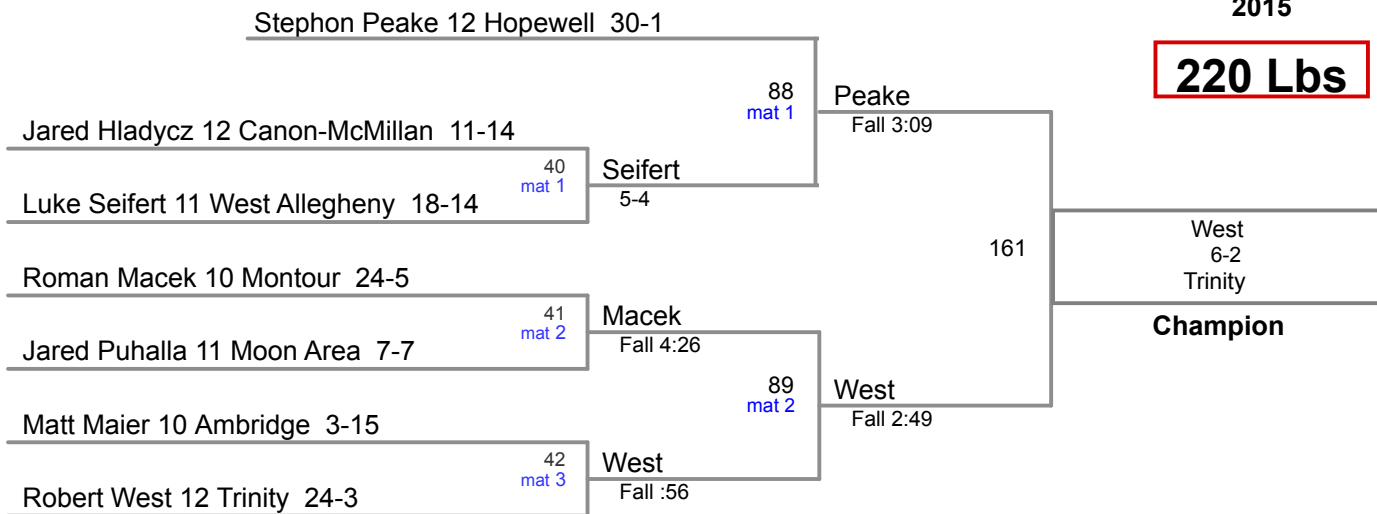 2015
220 Lbs
Stephon Peake 12 Hopewell 30-1
88
mat 1
Peake
Fall 3:09
Jared Hladycz 12 Canon-McMillan 11-14
40
mat 1
Seifert
5-4
Luke Seifert 11 West Allegheny 18-14
161
West
6-2
Trinity
Champion
Roman Macek 10 Montour 24-5
41
mat 2
Macek
Fall 4:26
Jared Puhalla 11 Moon Area 7-7
89
mat 2
West
Fall 2:49
Matt Maier 10 Ambridge 3-15
42
mat 3
West
Fall :56
Robert West 12 Trinity 24-3